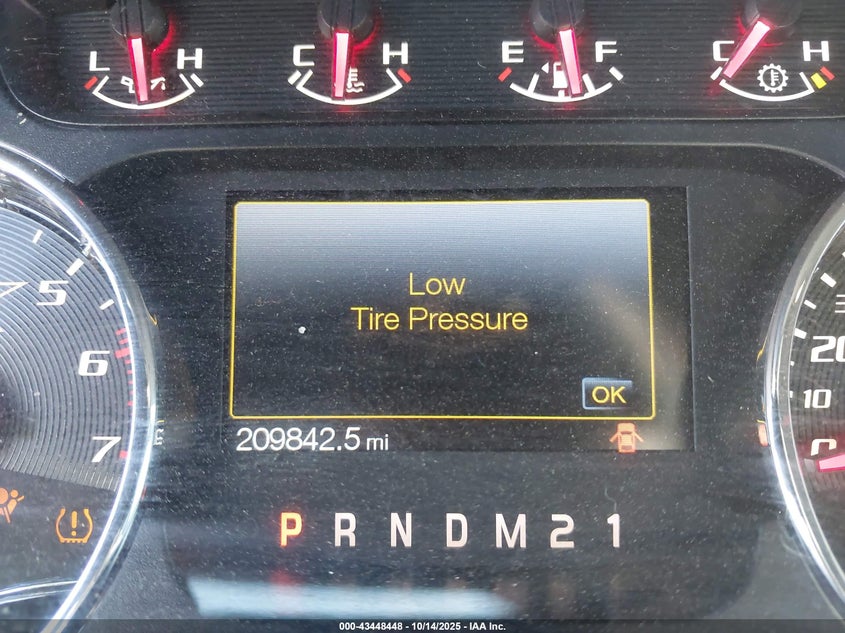 L H C H E F C H
Low
Tire Pressure
OK
209842.5 mi
5
6
7
20
10
0
P R N D M 2 1
000-43448448 - 10/14/2025 - IAA Inc.